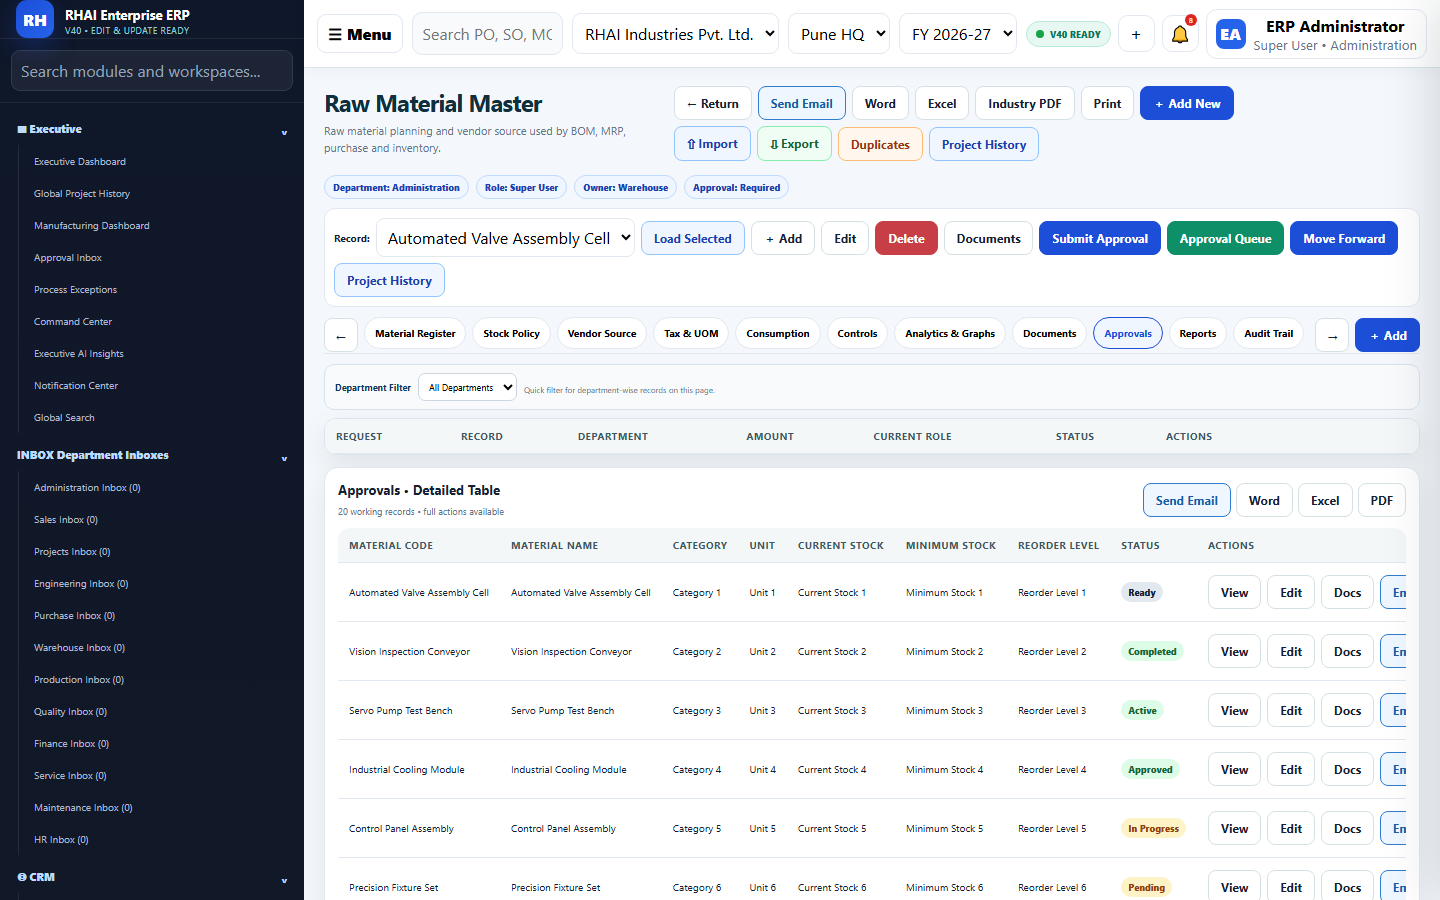 RH
RHAI Enterprise ERP
V40 • EDIT & UPDATE READY
Search modules and workspaces...
Executive
Executive Dashboard
Global Project History
Manufacturing Dashboard
Approval Inbox
Process Exceptions
Command Center
Executive AI Insights
Notification Center
Global Search
INBOX Department Inboxes
Administration Inbox (0)
Sales Inbox (0)
Projects Inbox (0)
Engineering Inbox (0)
Purchase Inbox (0)
Warehouse Inbox (0)
Production Inbox (0)
Quality Inbox (0)
Finance Inbox (0)
Service Inbox (0)
Maintenance Inbox (0)
HR Inbox (0)
CRM
☰ Menu
Search PO, SO, MO
RHAI Industries Pvt. Ltd.
Pune HQ
FY 2026-27
V40 READY
+
8
EA
ERP Administrator
Super User • Administration
Raw Material Master
Raw material planning and vendor source used by BOM, MRP,
purchase and inventory.
← Return
Send Email
Word
Excel
Industry PDF
Print
+ Add New
⇧ Import
⇩ Export
Duplicates
Project History
Department: Administration
Role: Super User
Owner: Warehouse
Approval: Required
Record:
Automated Valve Assembly Cell
Load Selected
+ Add
Edit
Delete
Documents
Submit Approval
Approval Queue
Move Forward
Project History
←
Material Register
Stock Policy
Vendor Source
Tax & UOM
Consumption
Controls
Analytics & Graphs
Documents
Approvals
Reports
Audit Trail
→
+ Add
Department Filter
All Departments
Quick filter for department-wise records on this page.
REQUEST RECORD DEPARTMENT AMOUNT CURRENT ROLE STATUS ACTIONS
Approvals • Detailed Table
20 working records • full actions available
Send Email
Word
Excel
PDF
MATERIAL CODE MATERIAL NAME CATEGORY UNIT CURRENT STOCK MINIMUM STOCK REORDER LEVEL STATUS ACTIONS
Automated Valve Assembly Cell Automated Valve Assembly Cell Category 1 Unit 1 Current Stock 1 Minimum Stock 1 Reorder Level 1 Ready View Edit Docs Em
Vision Inspection Conveyor Vision Inspection Conveyor Category 2 Unit 2 Current Stock 2 Minimum Stock 2 Reorder Level 2 Completed View Edit Docs Em
Servo Pump Test Bench Servo Pump Test Bench Category 3 Unit 3 Current Stock 3 Minimum Stock 3 Reorder Level 3 Active View Edit Docs Em
Industrial Cooling Module Industrial Cooling Module Category 4 Unit 4 Current Stock 4 Minimum Stock 4 Reorder Level 4 Approved View Edit Docs Em
Control Panel Assembly Control Panel Assembly Category 5 Unit 5 Current Stock 5 Minimum Stock 5 Reorder Level 5 In Progress View Edit Docs Em
Precision Fixture Set Precision Fixture Set Category 6 Unit 6 Current Stock 6 Minimum Stock 6 Reorder Level 6 Pending View Edit Docs Em